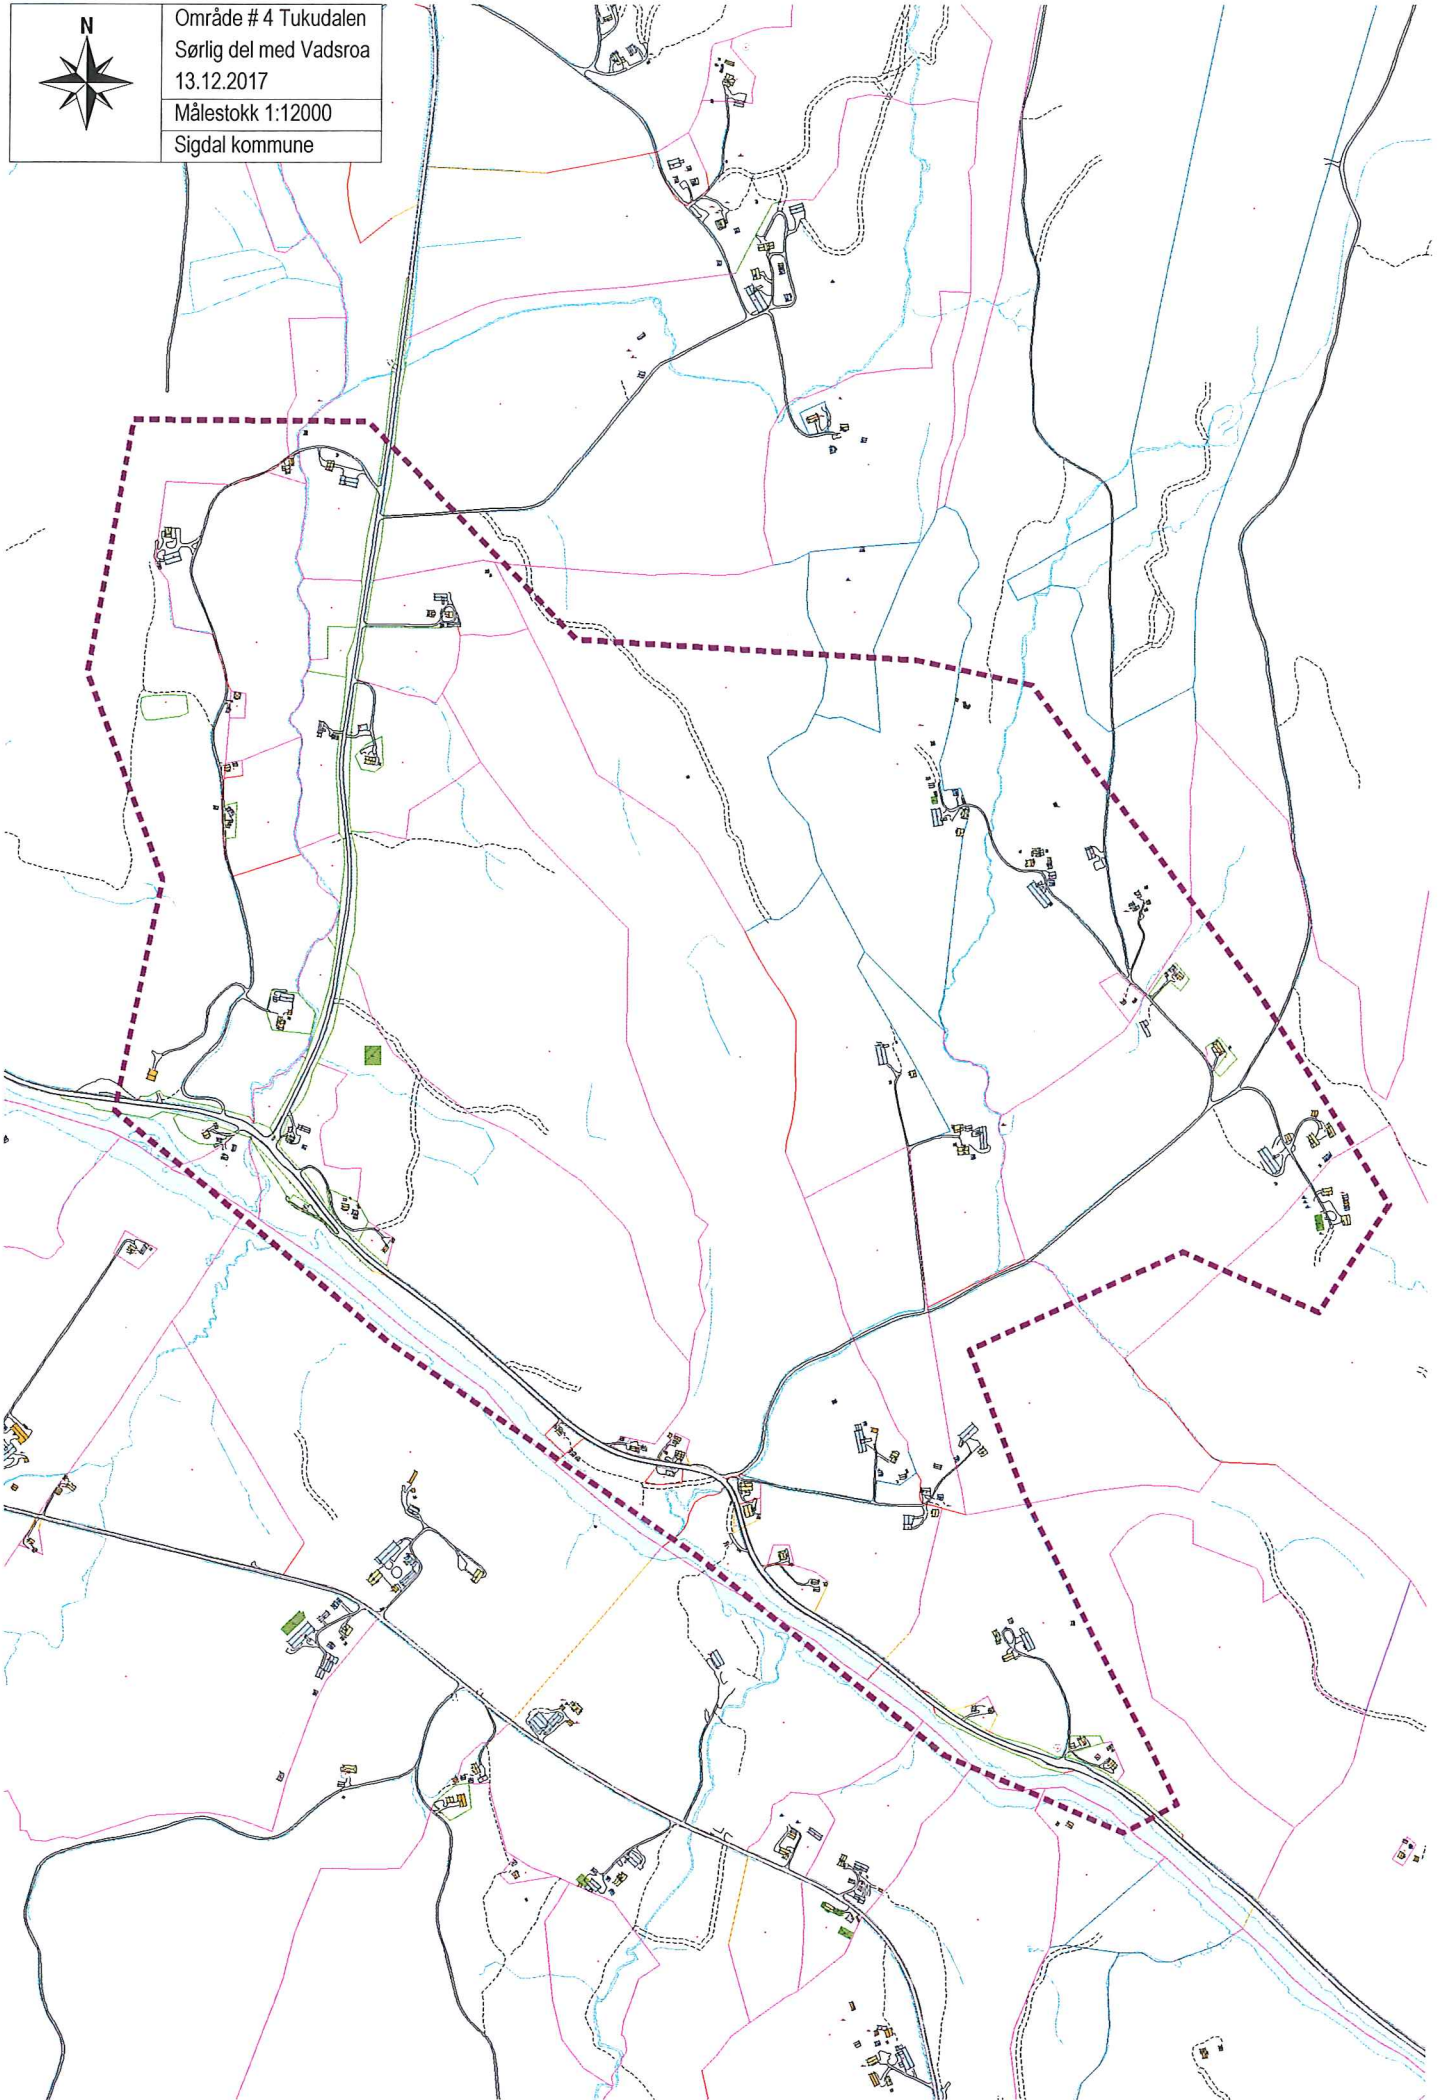 N
Område # 4 Tukudalen
Sørlig del med Vadsroa
13.12.2017
Målestokk 1:12000
Sigdal kommune